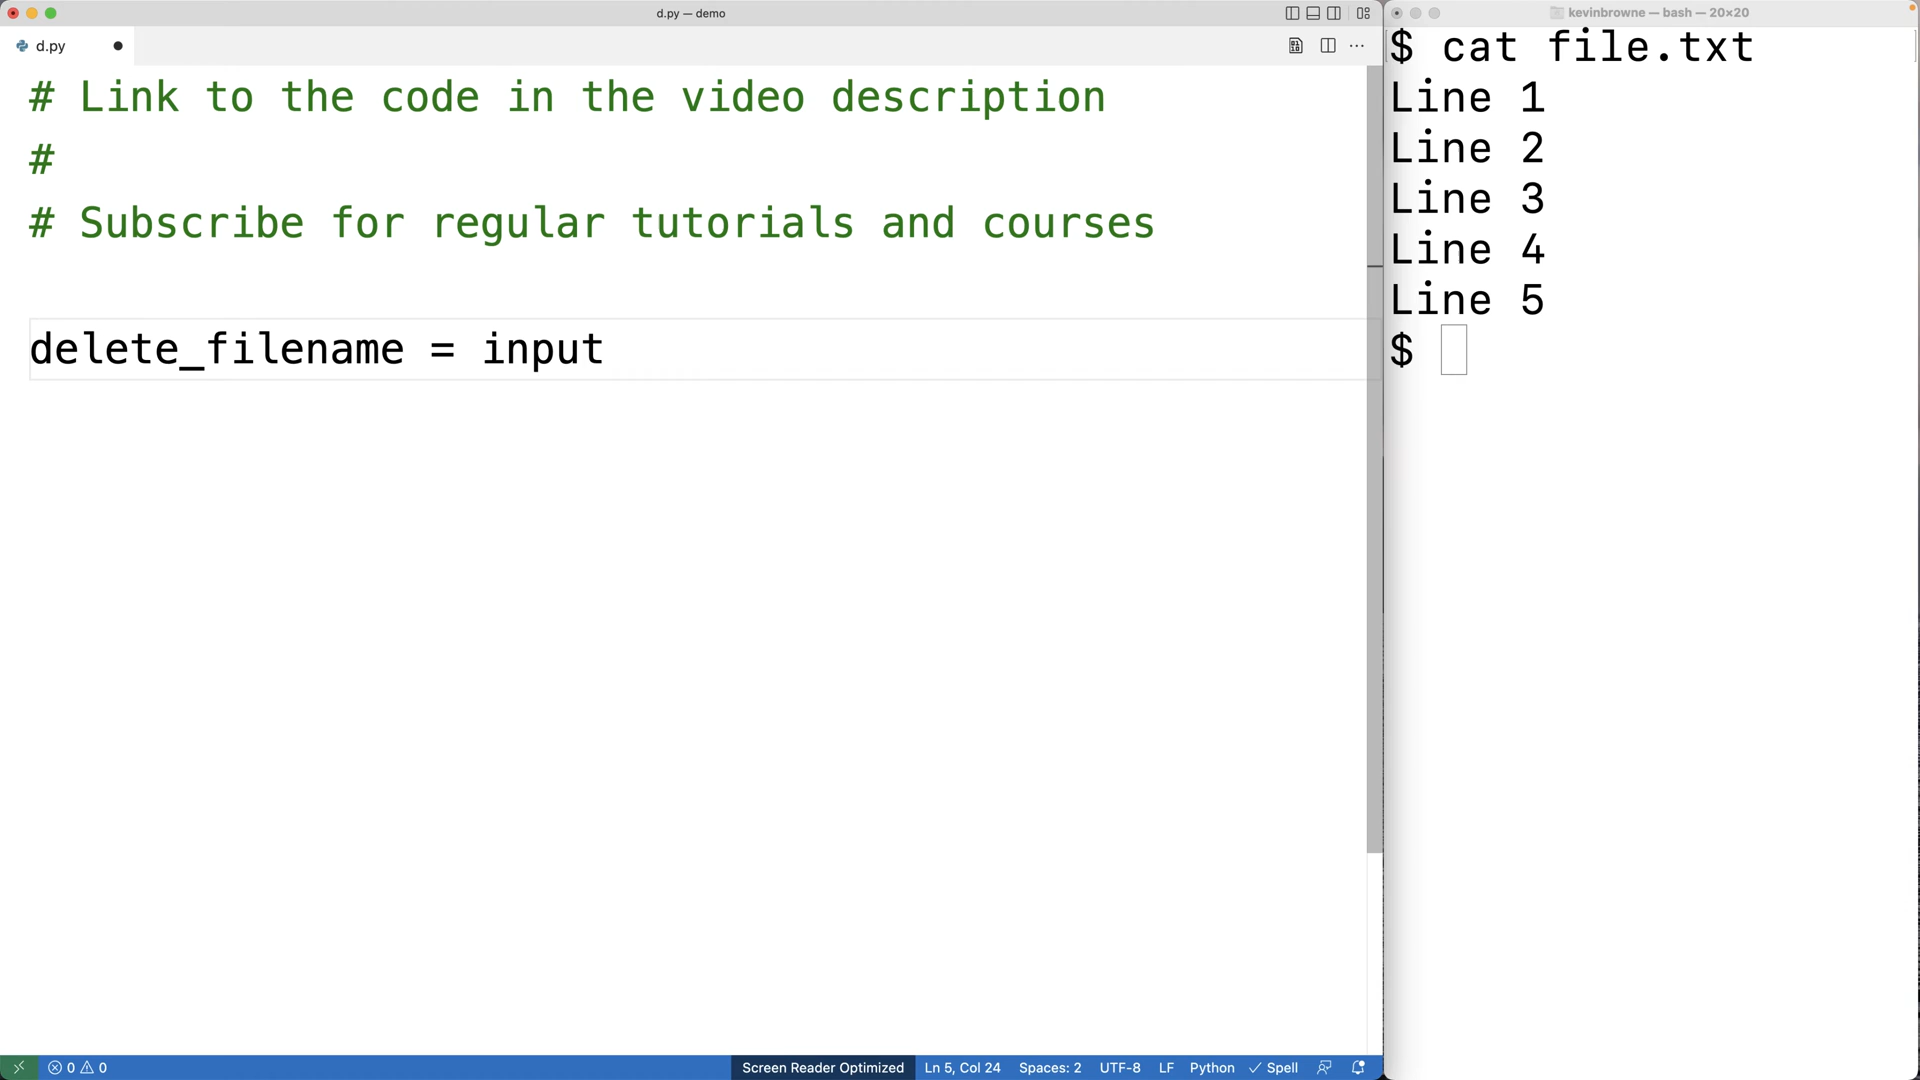 d.py — demo
d.py
# Link to the code in the video description
#
# Subscribe for regular tutorials and courses
delete_filename = input
0 0
Screen Reader Optimized
Ln 5, Col 24
Spaces: 2
UTF-8
LF
Python
Spell
kevinbrowne — bash — 20×20
$ cat file.txt
Line 1
Line 2
Line 3
Line 4
Line 5
$